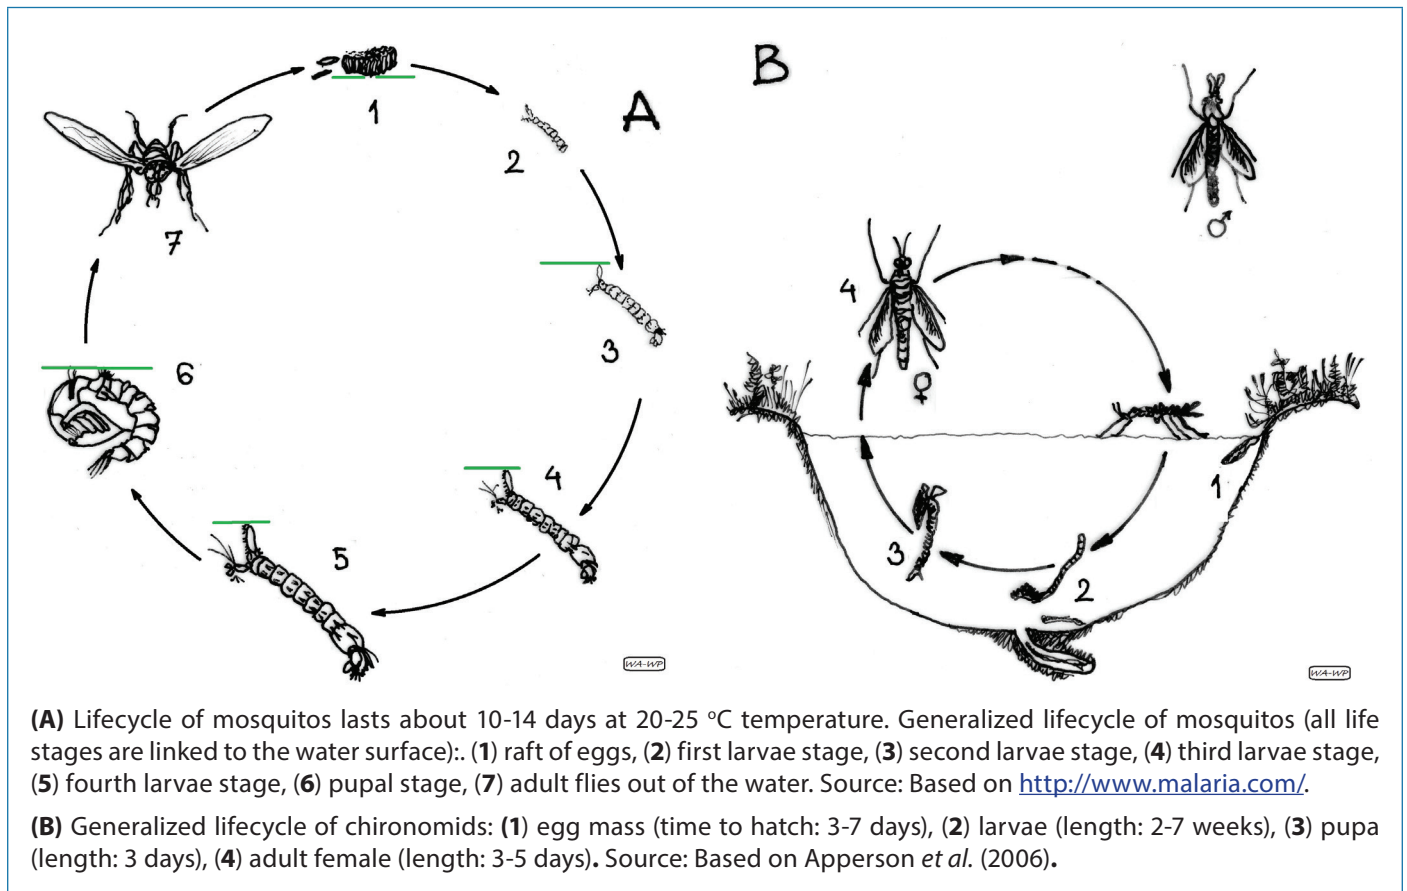 A
B
1
2
3
4
5
6
7
♂
4
♀
1
3
2
WA-WP
WA-WP
(A) Lifecycle of mosquitos lasts about 10-14 days at 20-25 ºC temperature. Generalized lifecycle of mosquitos (all life
stages are linked to the water surface):. (1) raft of eggs, (2) first larvae stage, (3) second larvae stage, (4) third larvae stage,
(5) fourth larvae stage, (6) pupal stage, (7) adult flies out of the water. Source: Based on http://www.malaria.com/.
(B) Generalized lifecycle of chironomids: (1) egg mass (time to hatch: 3-7 days), (2) larvae (length: 2-7 weeks), (3) pupa
(length: 3 days), (4) adult female (length: 3-5 days). Source: Based on Apperson et al. (2006).